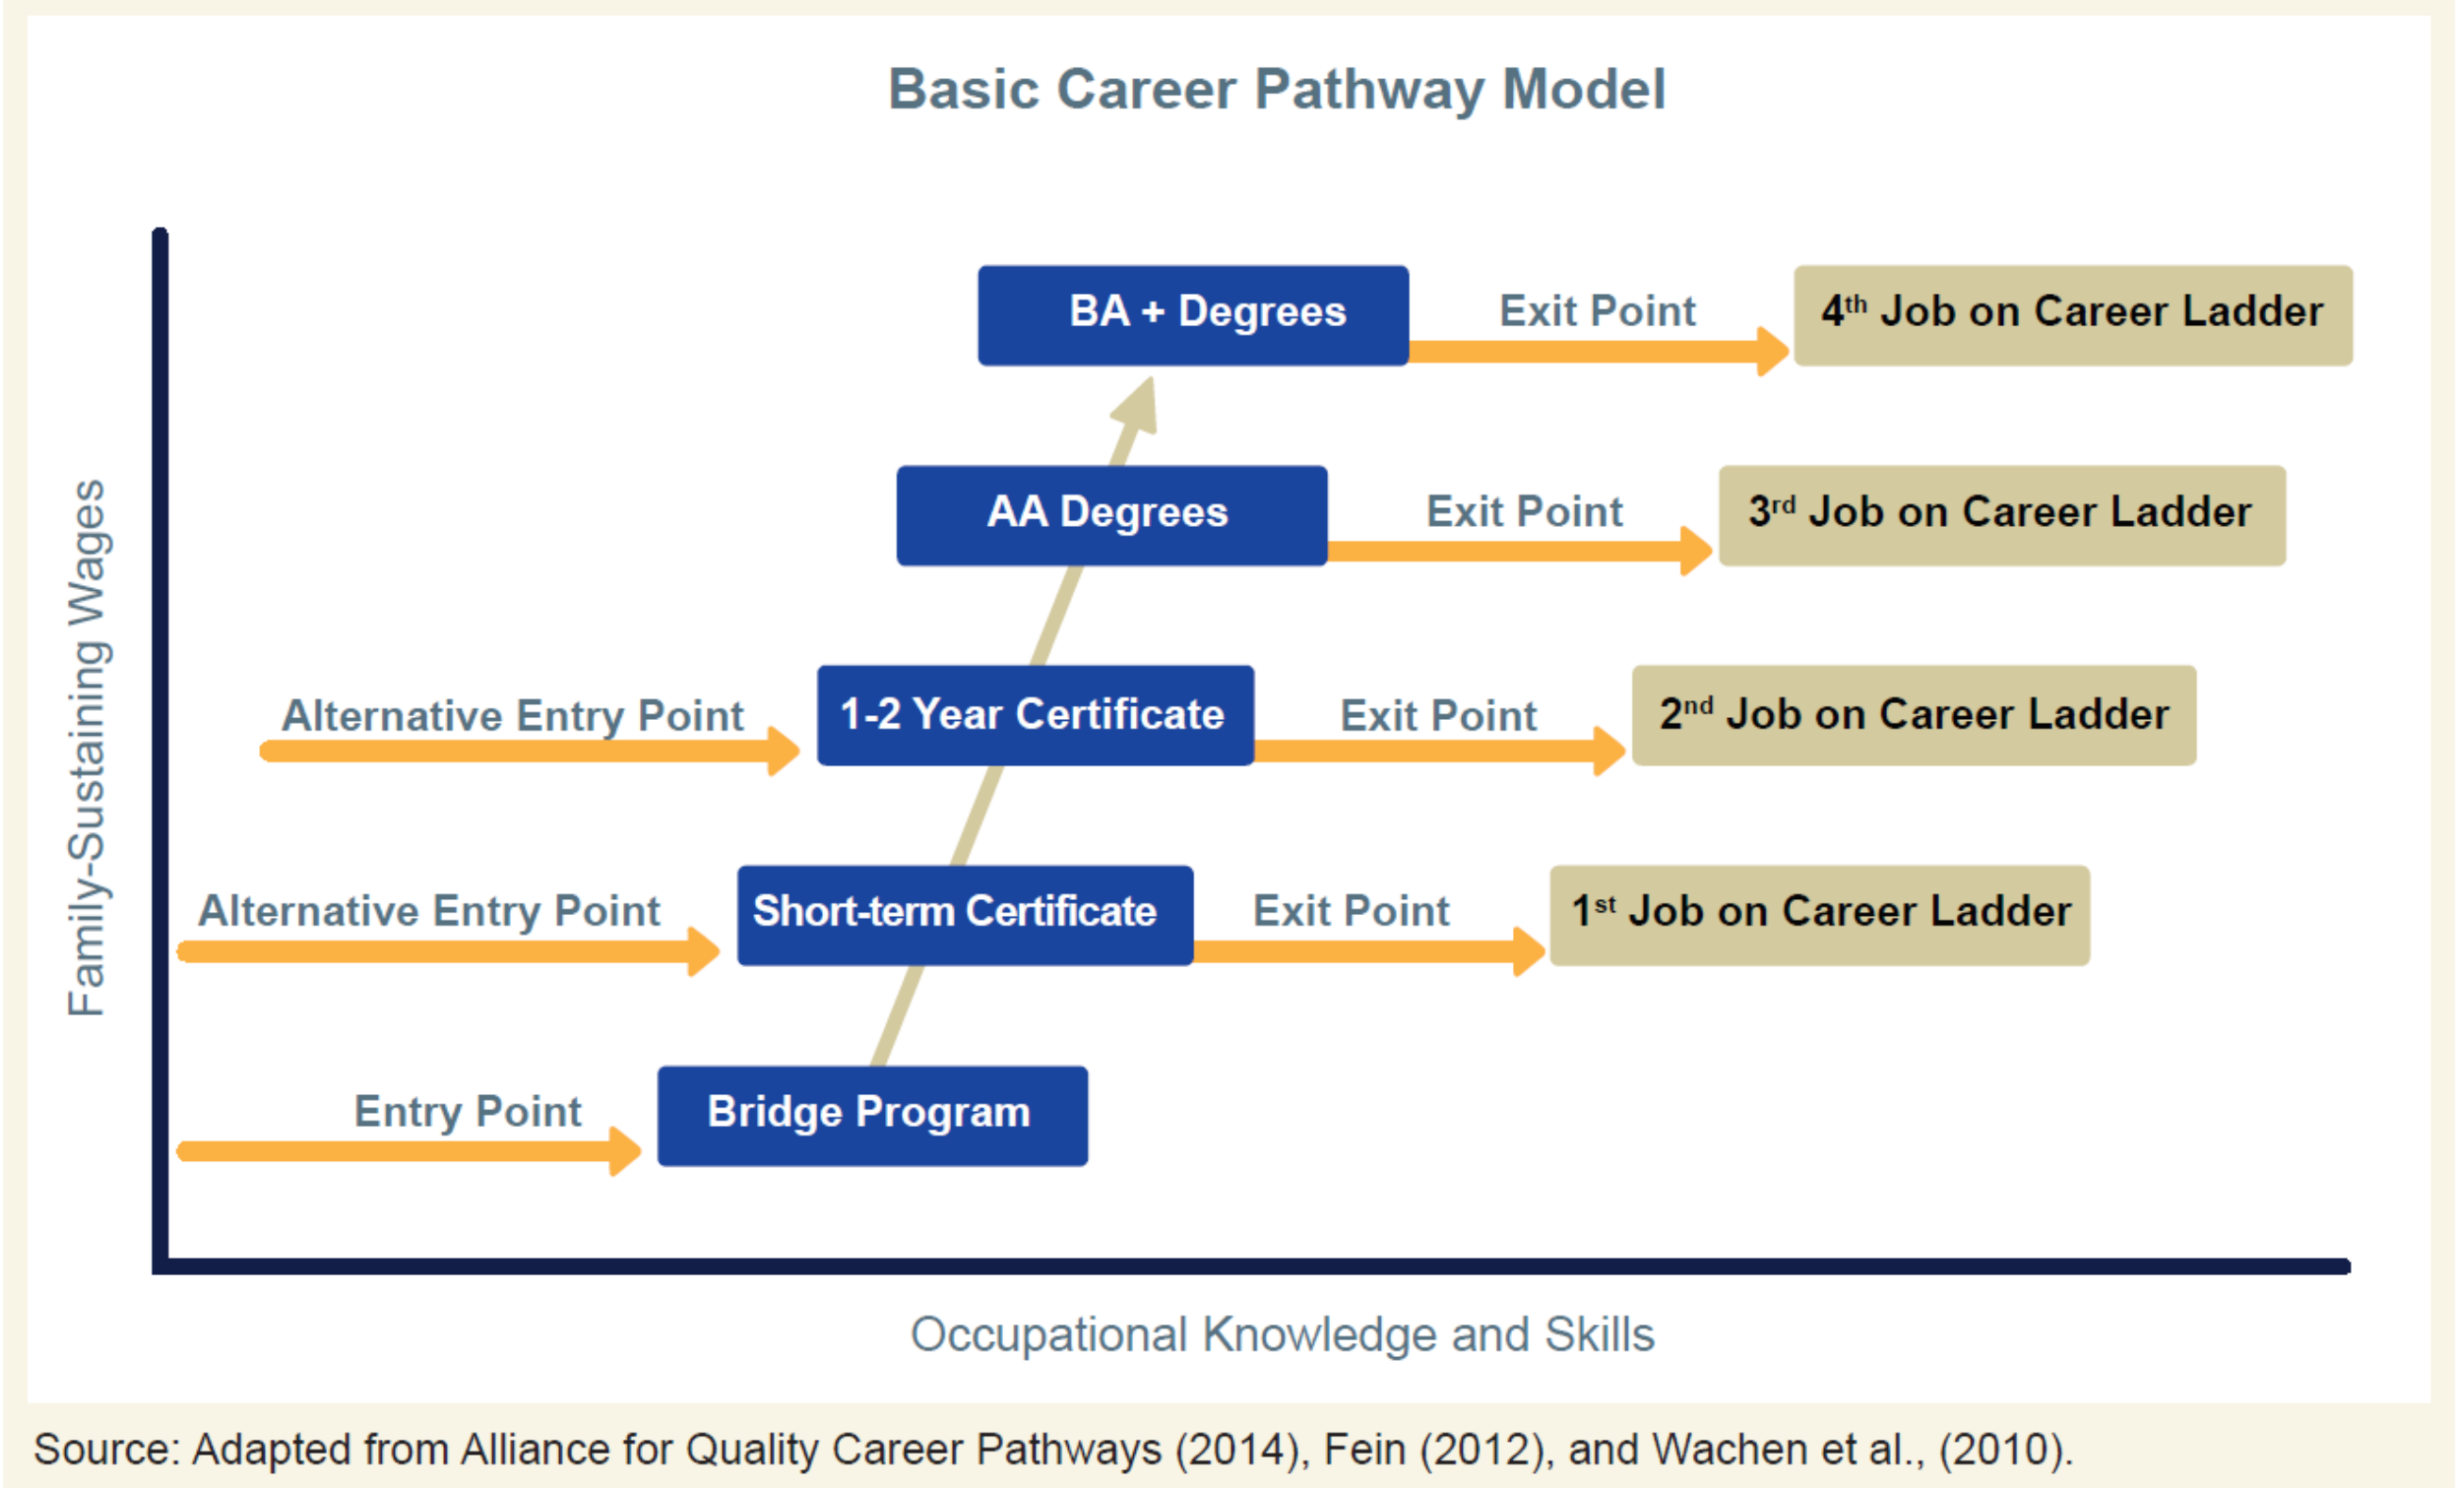 Basic Career Pathway Model
BA + Degrees
Exit Point
4th Job on Career Ladder
AA Degrees
Exit Point
3rd Job on Career Ladder
Alternative Entry Point
1-2 Year Certificate
Exit Point
2nd Job on Career Ladder
Alternative Entry Point
Short-term Certificate
Exit Point
1st Job on Career Ladder
Entry Point
Bridge Program
Family-Sustaining Wages
Occupational Knowledge and Skills
Source: Adapted from Alliance for Quality Career Pathways (2014), Fein (2012), and Wachen et al., (2010).